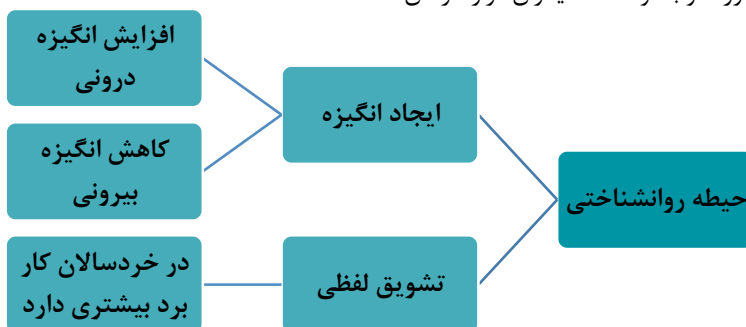 حیطه روانشناختی
ایجاد انگیزه
افزایش انگیزه
درونی
کاهش انگیزه
بیرونی
تشویق لفظی
در خردسالان کار
برد بیشتری دارد